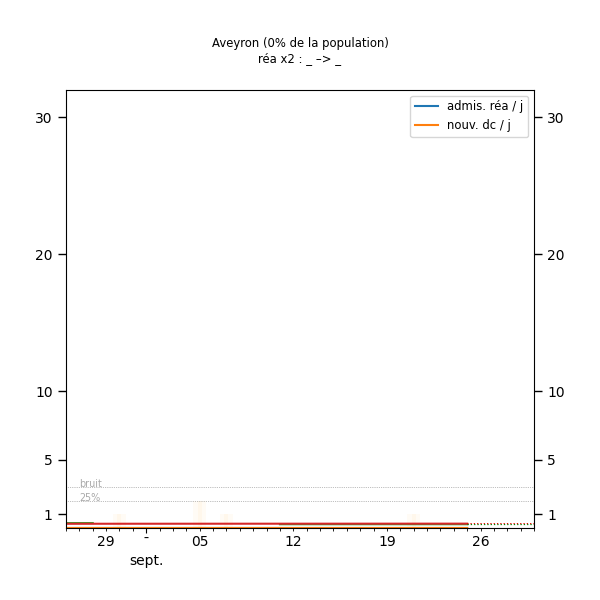 Aveyron (0% de la population)
réa x2 : _ –> _
admis. réa / j
nouv. dc / j
30 30
20 20
10 10
5 5
bruit
25%
1 1
29 - 05 12 19 26
sept.